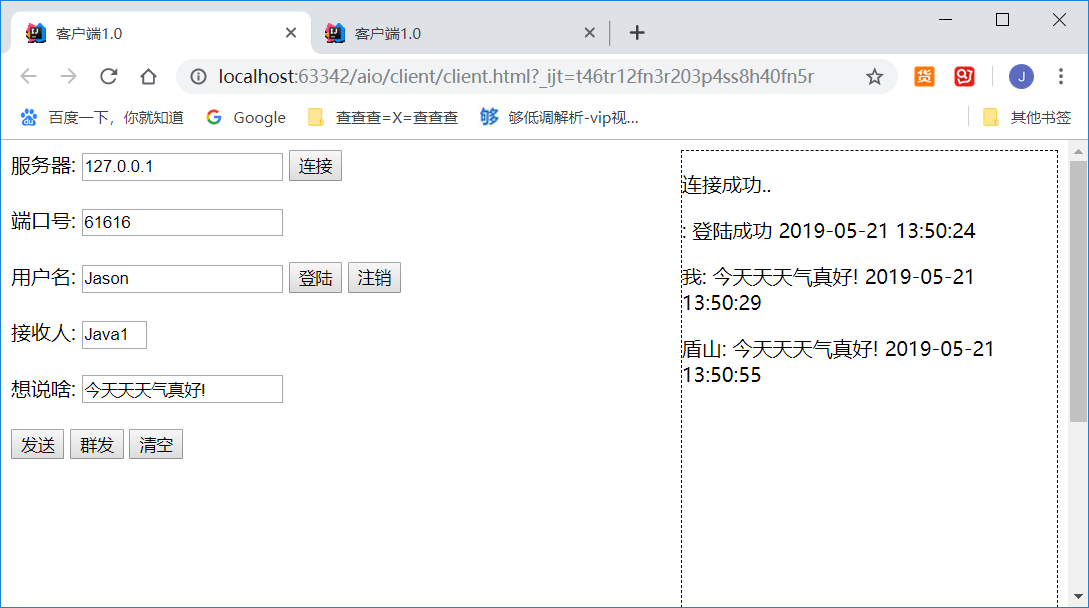 客户端1.0
客户端1.0
localhost:63342/aio/client/client.html?_ijt=t46tr12fn3r203p4ss8h40fn5r
货
J
百度一下，你就知道
Google
查查查=X=查查查
够
够低调解析-vip视...
其他书签
服务器: 127.0.0.1 连接
端口号: 61616
用户名: Jason 登陆 注销
接收人: Java1
想说啥: 今天天天气真好!
发送 群发 清空
连接成功..
: 登陆成功 2019-05-21 13:50:24
我: 今天天天气真好! 2019-05-21
13:50:29
盾山: 今天天天气真好! 2019-05-21
13:50:55